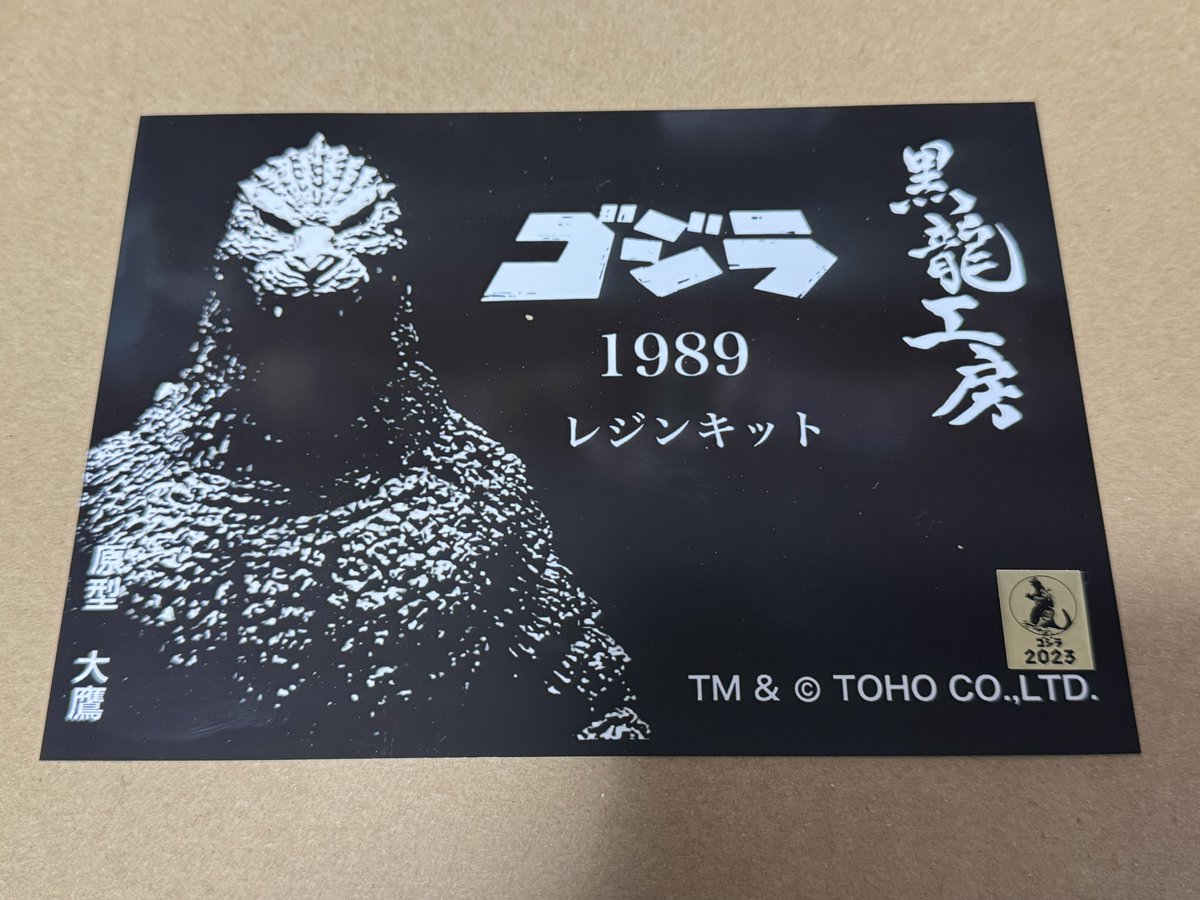 ゴジラ
1989
レジンキット
黒龍工房
原型 大鷹
ゴジラ
2023
TM & © TOHO CO.,LTD.